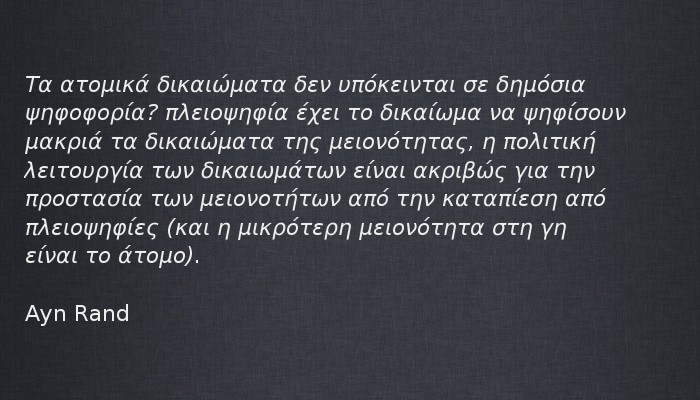 Τα ατομικά δικαιώματα δεν υπόκεινται σε δημόσια
ψηφοφορία? πλειοψηφία έχει το δικαίωμα να ψηφίσουν
μακριά τα δικαιώματα της μειονότητας, η πολιτική
λειτουργία των δικαιωμάτων είναι ακριβώς για την
προστασία των μειονοτήτων από την καταπίεση από
πλειοψηφίες (και η μικρότερη μειονότητα στη γη
είναι το άτομο).
Ayn Rand